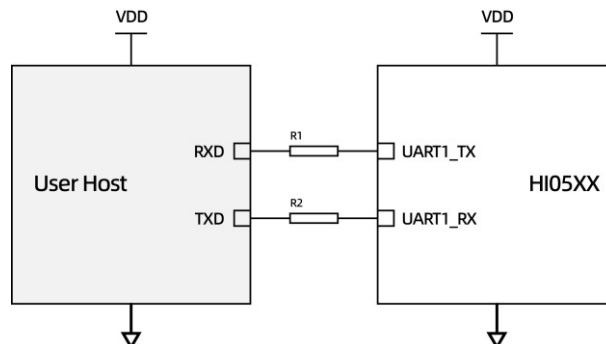 VDD VDD
R1
RXD UART1_TX
User Host HI05XX
R2
TXD UART1_RX